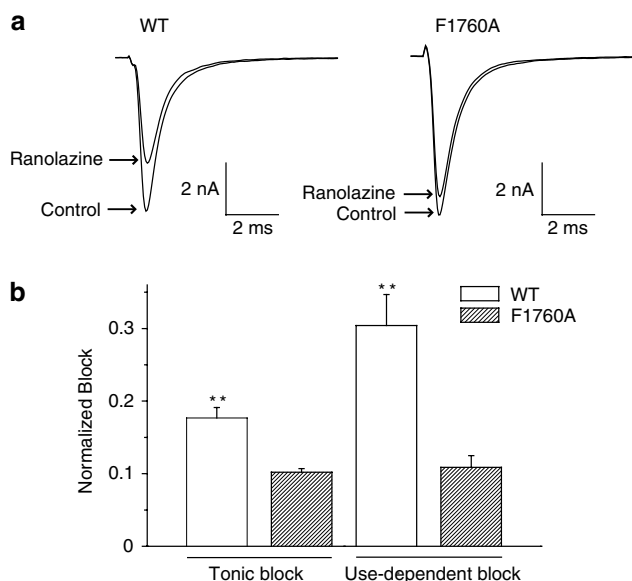 a
WT
F1760A
Ranolazine
Control
2 nA
2 ms
Ranolazine
Control
2 nA
2 ms
b
**
**
WT
F1760A
Normalized Block
0.3
0.2
0.1
0
Tonic block
Use-dependent block